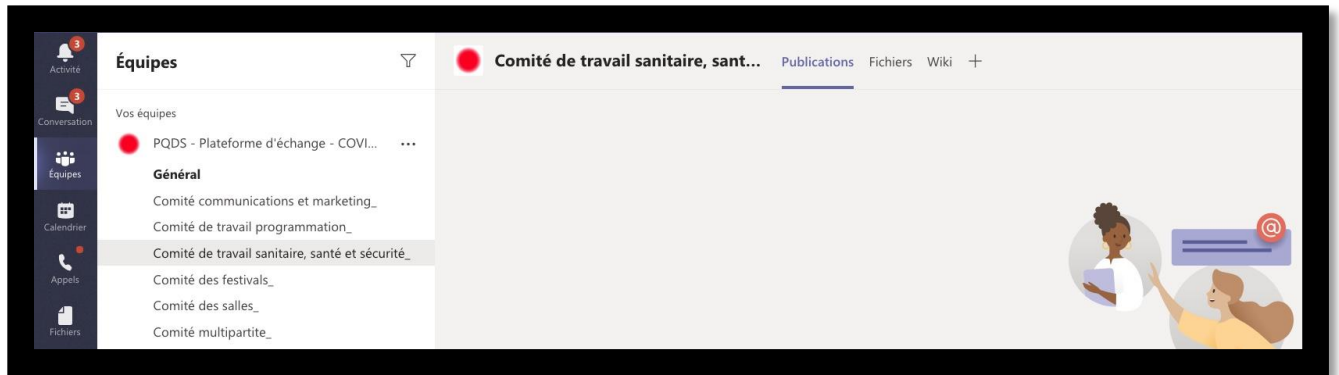 3
Activité
3
Conversation
Équipes
Calendrier
Appels
Fichiers
Équipes
Vos équipes
PQDS - Plateforme d'échange - COVI... ...
Général
Comité communications et marketing_
Comité de travail programmation_
Comité de travail sanitaire, santé et sécurité_
Comité des festivals_
Comité des salles_
Comité multipartite_
Comité de travail sanitaire, sant... Publications Fichiers Wiki +
@